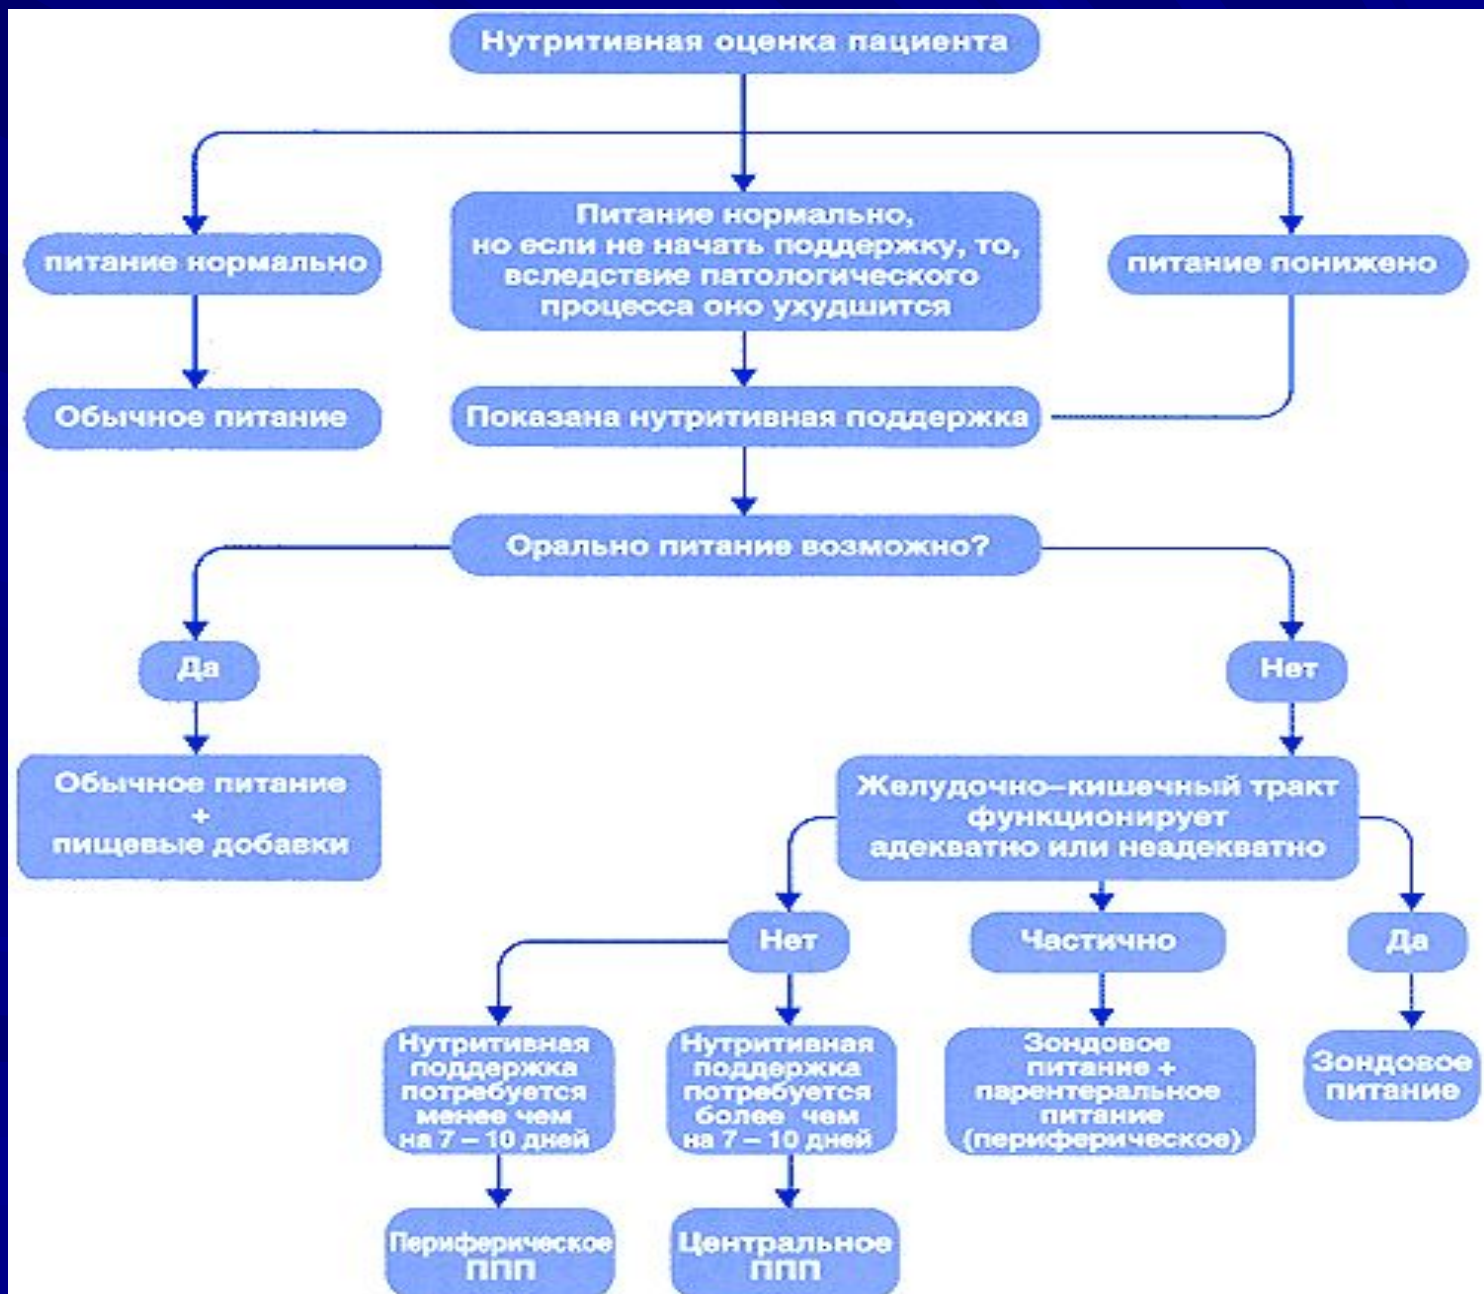 Нутритивная оценка пациента
питание нормально
Питание нормально,
но если не начать поддержку, то,
вследствие патологического
процесса оно ухудшится
питание понижено
Обычное питание
Показана нутритивная поддержка
Орально питание возможно?
Да
Нет
Обычное питание
+
пищевые добавки
Желудочно–кишечный тракт
функционирует
адекватно или неадекватно
Нет
Частично
Да
Нутритивная
поддержка
потребуется
менее чем
на 7 – 10 дней
Нутритивная
поддержка
потребуется
более чем
на 7 – 10 дней
Зондовое
питание +
парентеральное
питание
(периферическое)
Зондовое
питание
Периферическое
ППП
Центральное
ППП